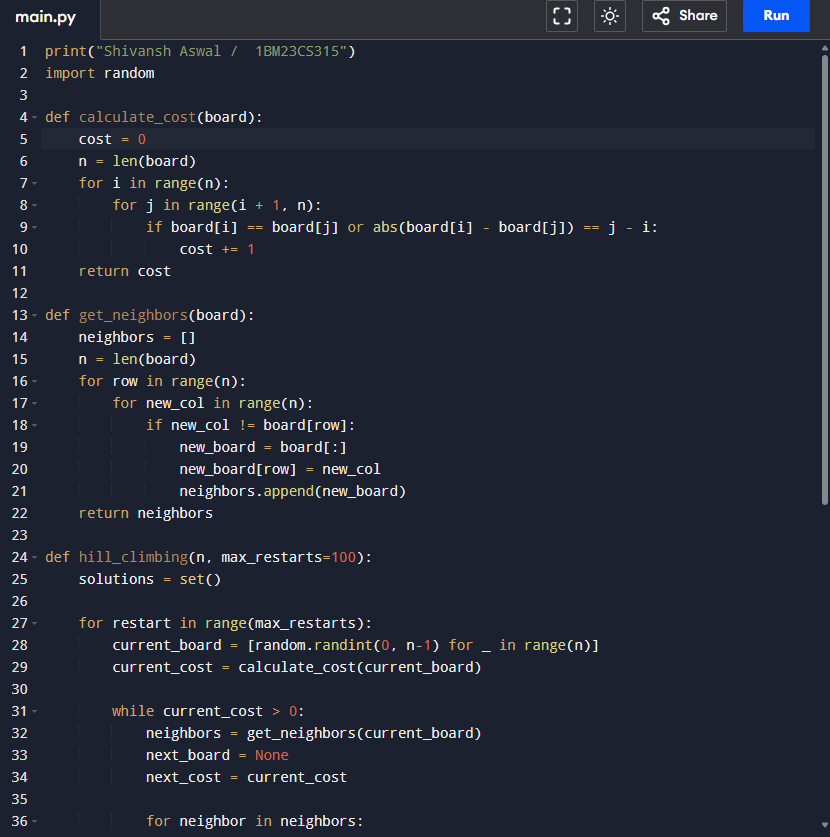 main.py
Share
Run
1 print("Shivansh Aswal /  1BM23CS315")
2 import random
3
4 def calculate_cost(board):
5     cost = 0
6     n = len(board)
7     for i in range(n):
8         for j in range(i + 1, n):
9             if board[i] == board[j] or abs(board[i] - board[j]) == j - i:
10                 cost += 1
11     return cost
12
13 def get_neighbors(board):
14     neighbors = []
15     n = len(board)
16     for row in range(n):
17         for new_col in range(n):
18             if new_col != board[row]:
19                 new_board = board[:]
20                 new_board[row] = new_col
21                 neighbors.append(new_board)
22     return neighbors
23
24 def hill_climbing(n, max_restarts=100):
25     solutions = set()
26
27     for restart in range(max_restarts):
28         current_board = [random.randint(0, n-1) for _ in range(n)]
29         current_cost = calculate_cost(current_board)
30
31         while current_cost > 0:
32             neighbors = get_neighbors(current_board)
33             next_board = None
34             next_cost = current_cost
35
36             for neighbor in neighbors: